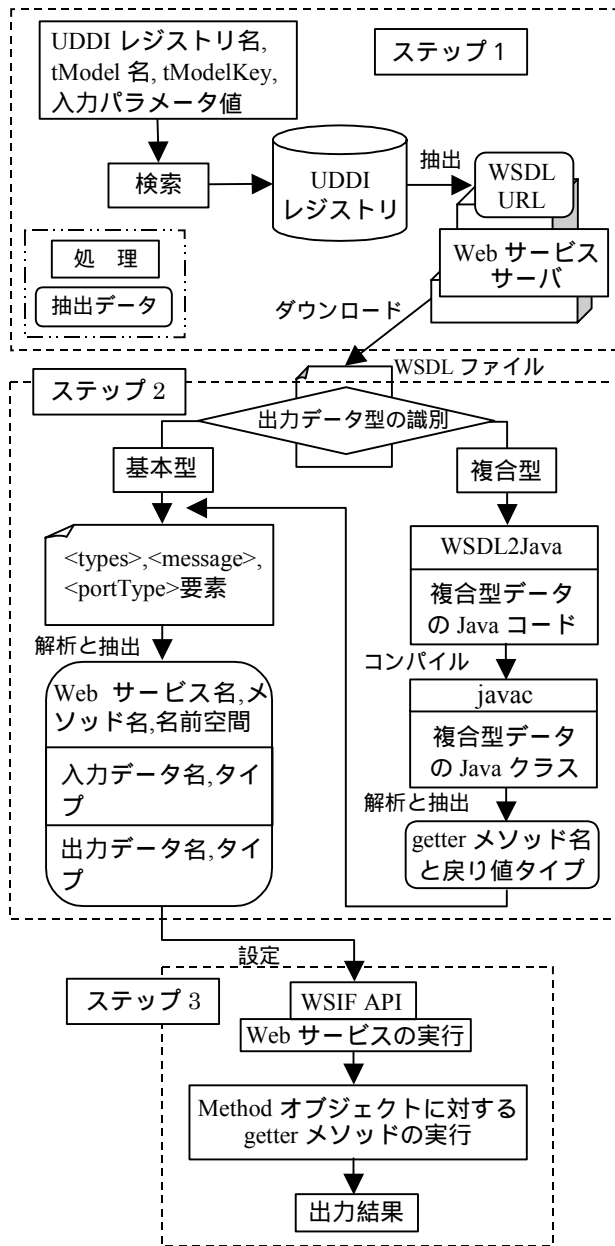 UDDI レジストリ名,
tModel 名, tModelKey,
入力パラメータ値
ステップ 1
検索
UDDI
レジストリ
抽出
WSDL
URL
Web サービス
サーバ
処 理
抽出データ
ダウンロード
WSDL ファイル
ステップ 2
出力データ型の識別
基本型
複合型
<types>,<message>,
<portType>要素
WSDL2Java
複合型データ
の Java コード
解析と抽出
コンパイル
Web サービス名,メ
ソッド名,名前空間
入力データ名,タイ
プ
出力データ名,タイ
プ
javac
複合型データ
の Java クラス
解析と抽出
getter メソッド名
と戻り値タイプ
設定
ステップ 3
WSIF API
Web サービスの実行
Method オブジェクトに対する
getter メソッドの実行
出力結果